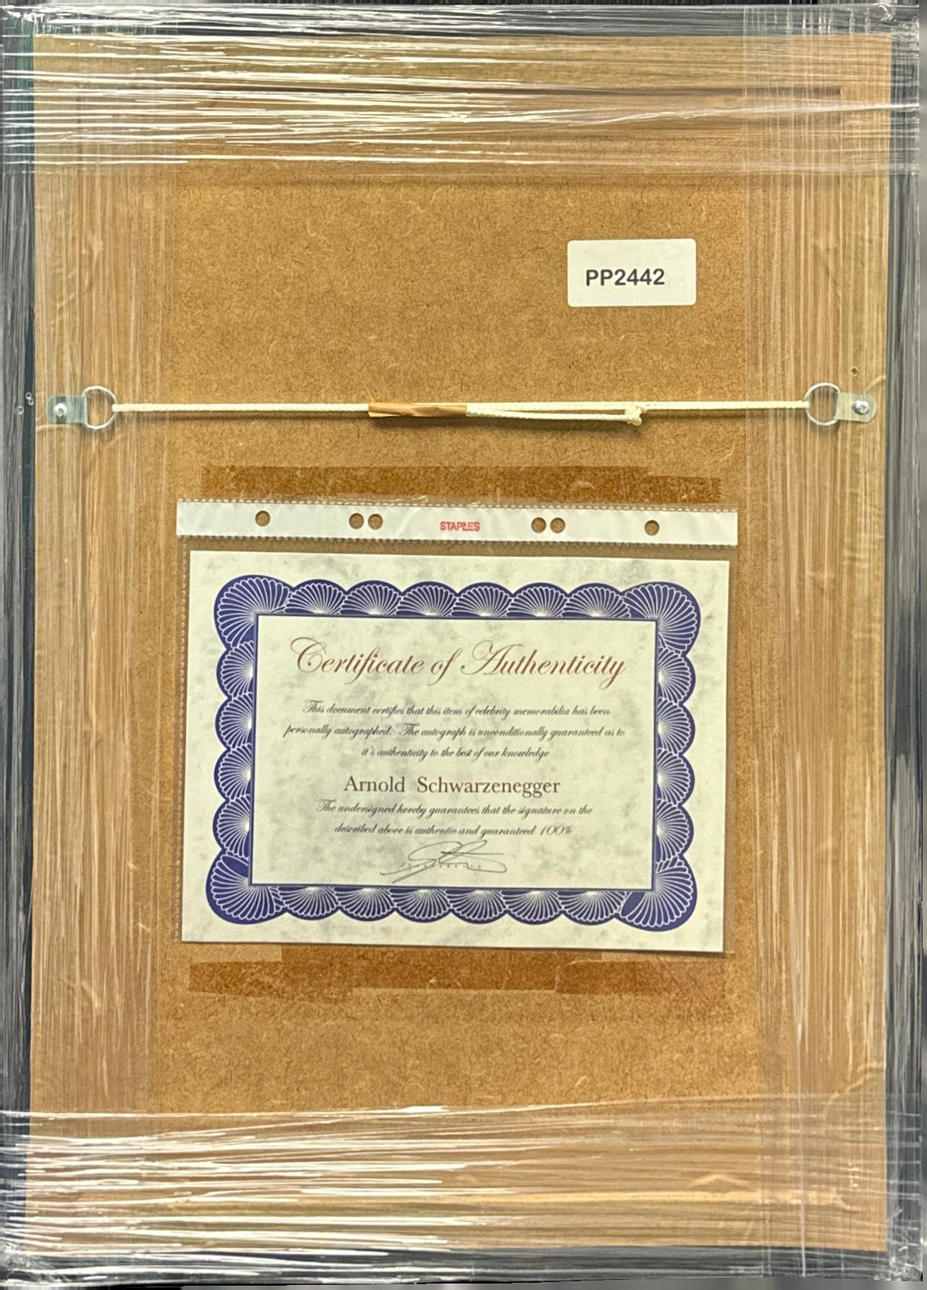 PP2442
STAPLES
Certificate of Authenticity
This document certifies that this item of celebrity memorabilia has been
personally autographed. The autograph is unconditionally guaranteed as to
it's authenticity to the best of our knowledge
Arnold Schwarzenegger
The undersigned hereby guarantees that the signature on the
described above is authentic and guaranteed 100%